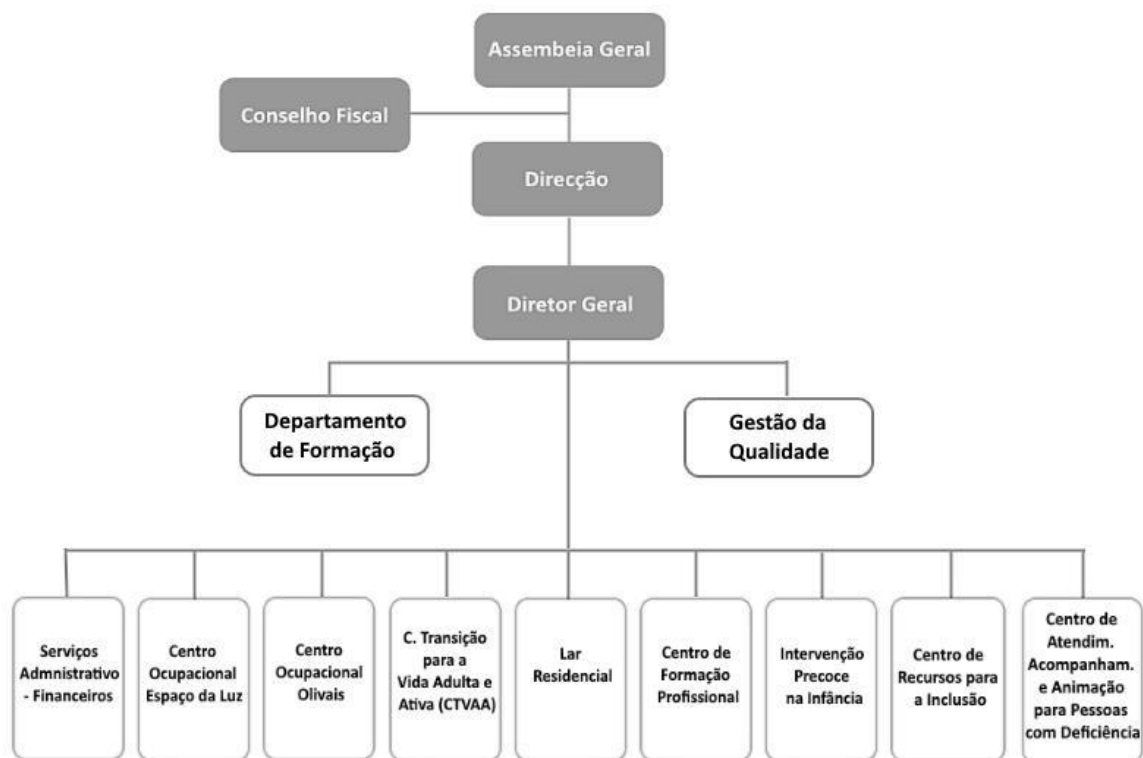 Assembeia Geral
Conselho Fiscal
Direcção
Diretor Geral
Departamento
de Formação
Gestão da
Qualidade
Serviços
Admnistrativo
- Financeiros
Centro
Ocupacional
Espaço da Luz
Centro
Ocupacional
Olivais
C. Transição
para a
Vida Adulta e
Ativa (CTVAA)
Lar
Residencial
Centro de
Formação
Profissional
Intervenção
Precoce
na Infância
Centro de
Recursos para
a Inclusão
Centro de
Atendim.
Acompanham.
e Animação
para Pessoas
com Deficiência